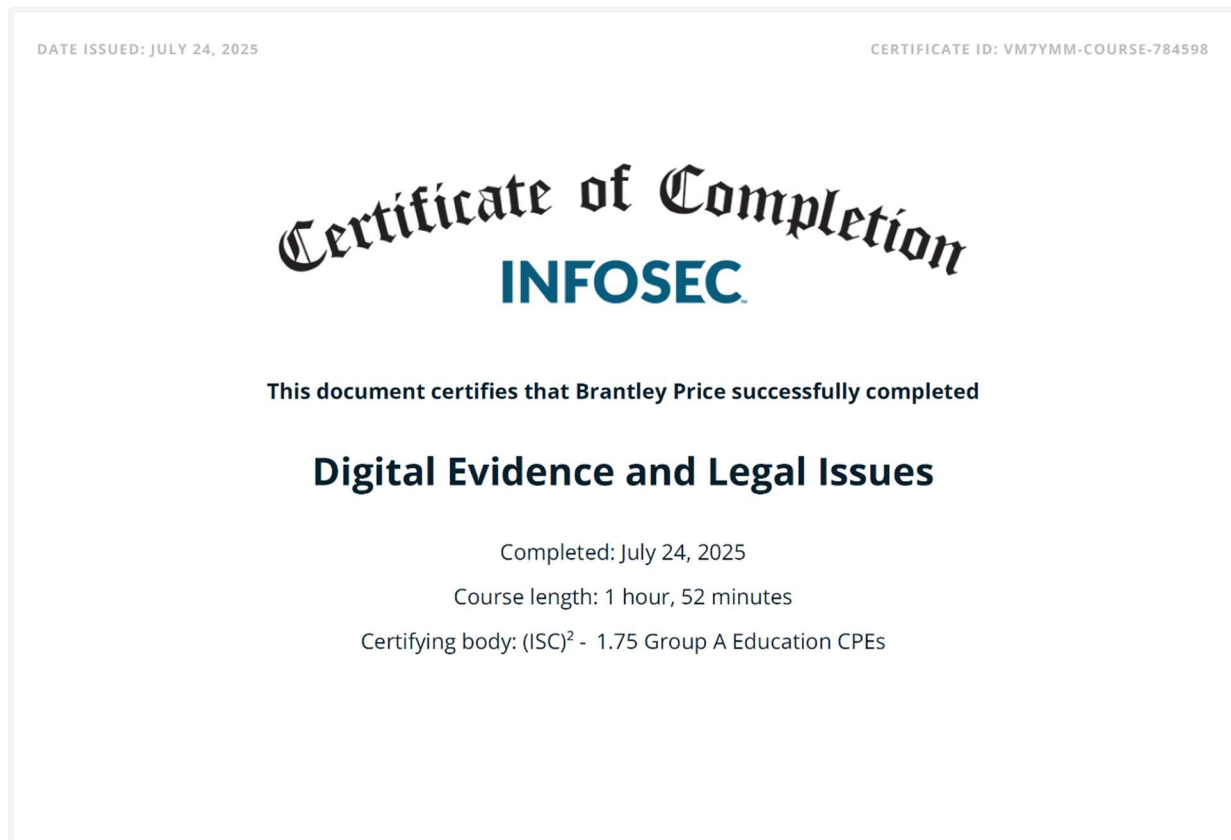 DATE ISSUED: JULY 24, 2025
CERTIFICATE ID: VM7YMM-COURSE-784598
Certificate of Completion
INFOSEC™
This document certifies that Brantley Price successfully completed
Digital Evidence and Legal Issues
Completed: July 24, 2025
Course length: 1 hour, 52 minutes
Certifying body: (ISC)² - 1.75 Group A Education CPEs